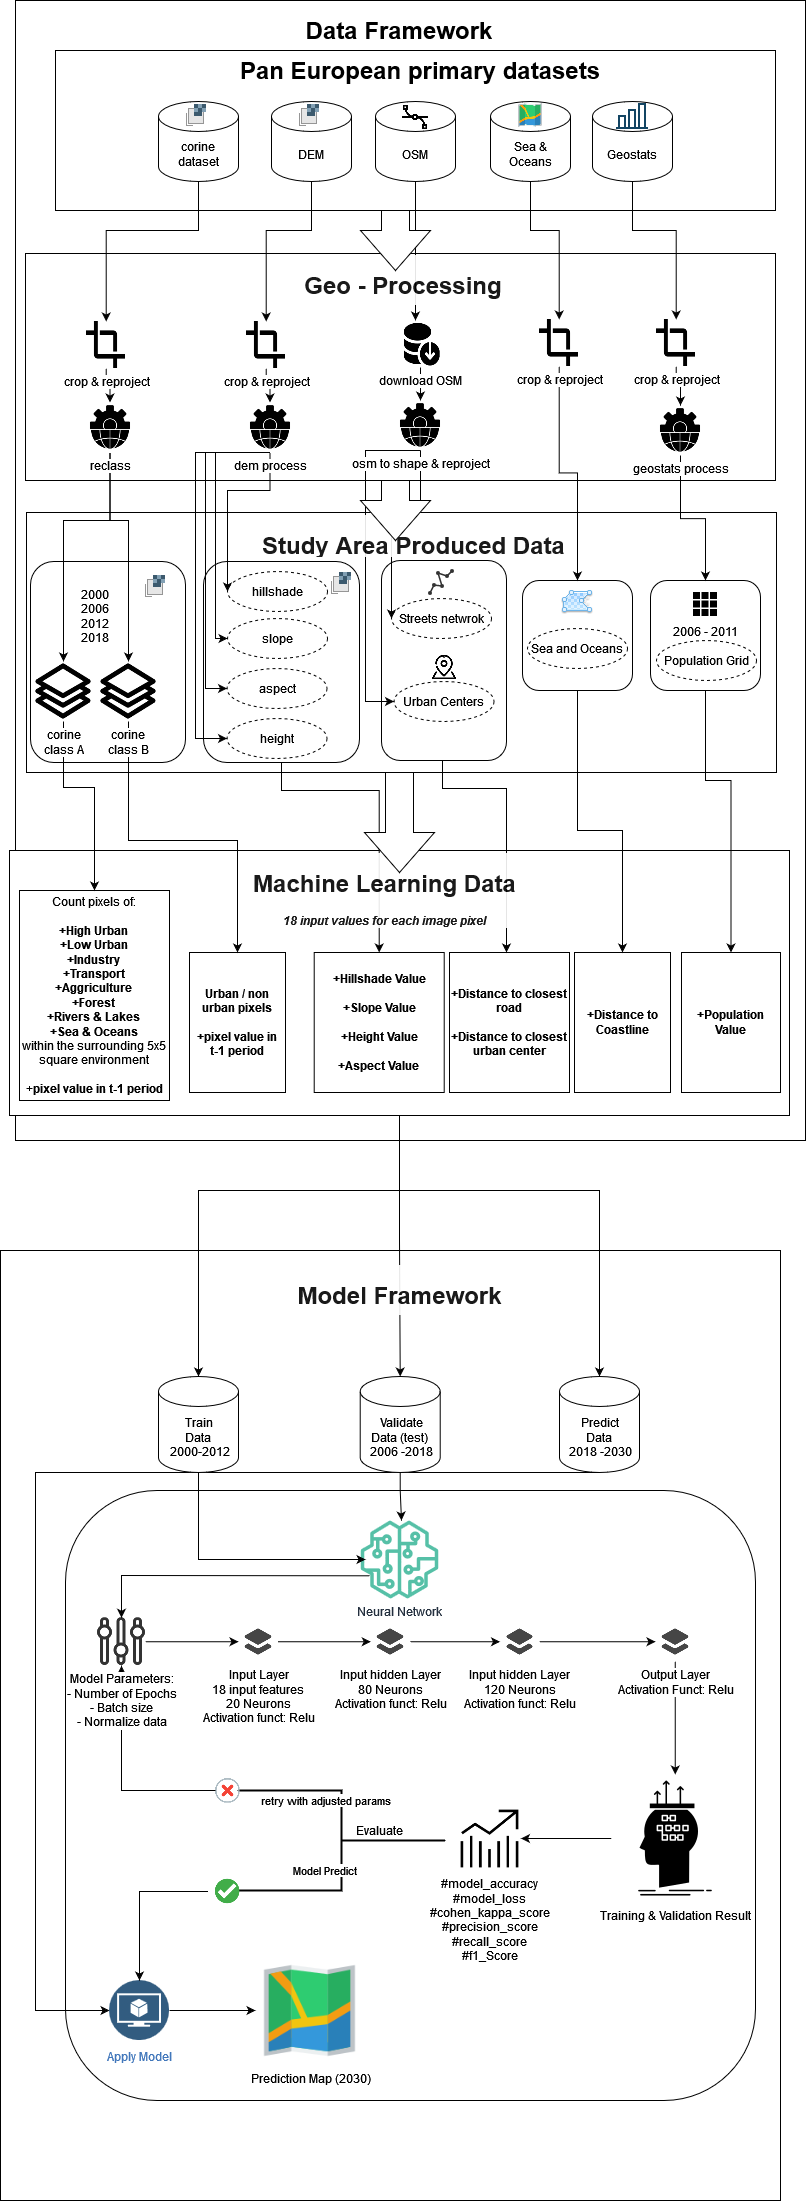 Data Framework
Pan European primary datasets
corine
dataset
DEM
OSM
Sea &
Oceans
Geostats
Geo - Processing
crop & reproject
crop & reproject
download OSM
crop & reproject
crop & reproject
reclass
dem process
osm to shape & reproject
geostats process
Study Area Produced Data
2000
2006
2012
2018
corine
class A
corine
class B
hillshade
slope
aspect
height
Streets netwrok
Urban Centers
Sea and Oceans
2006 - 2011
Population Grid
Machine Learning Data
18 input values for each image pixel
Count pixels of:
+High Urban
+Low Urban
+Industry
+Transport
+Aggriculture
+Forest
+Rivers & Lakes
+Sea & Oceans
within the surrounding 5x5
square environment
+pixel value in t-1 period
Urban / non
urban pixels
+pixel value in
t-1 period
+Hillshade Value
+Slope Value
+Height Value
+Aspect Value
+Distance to closest
road
+Distance to closest
urban center
+Distance to
Coastline
+Population
Value
Model Framework
Train
Data
2000-2012
Validate
Data (test)
2006 -2018
Predict
Data
2018 -2030
Neural Network
Model Parameters:
- Number of Epochs
- Batch size
- Normalize data
Input Layer
18 input features
20 Neurons
Activation funct: Relu
Input hidden Layer
80 Neurons
Activation funct: Relu
Input hidden Layer
120 Neurons
Activation funct: Relu
Output Layer
Activation Funct: Relu
retry with adjusted params
Evaluate
Model Predict
#model_accuracy
#model_loss
#cohen_kappa_score
#precision_score
#recall_score
#f1_Score
Training & Validation Result
Apply Model
Prediction Map (2030)